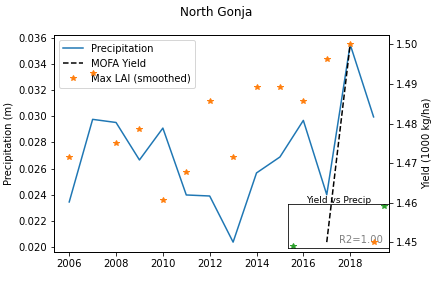 North Gonja
0.036
0.034
0.032
0.030
0.028
0.026
0.024
0.022
0.020
Precipitation (m)
Precipitation
MOFA Yield
Max LAI (smoothed)
1.50
1.49
1.48
1.47
1.46
1.45
Yield (1000 kg/ha)
Yield vs Precip
R2=1.00
2006 2008 2010 2012 2014 2016 2018